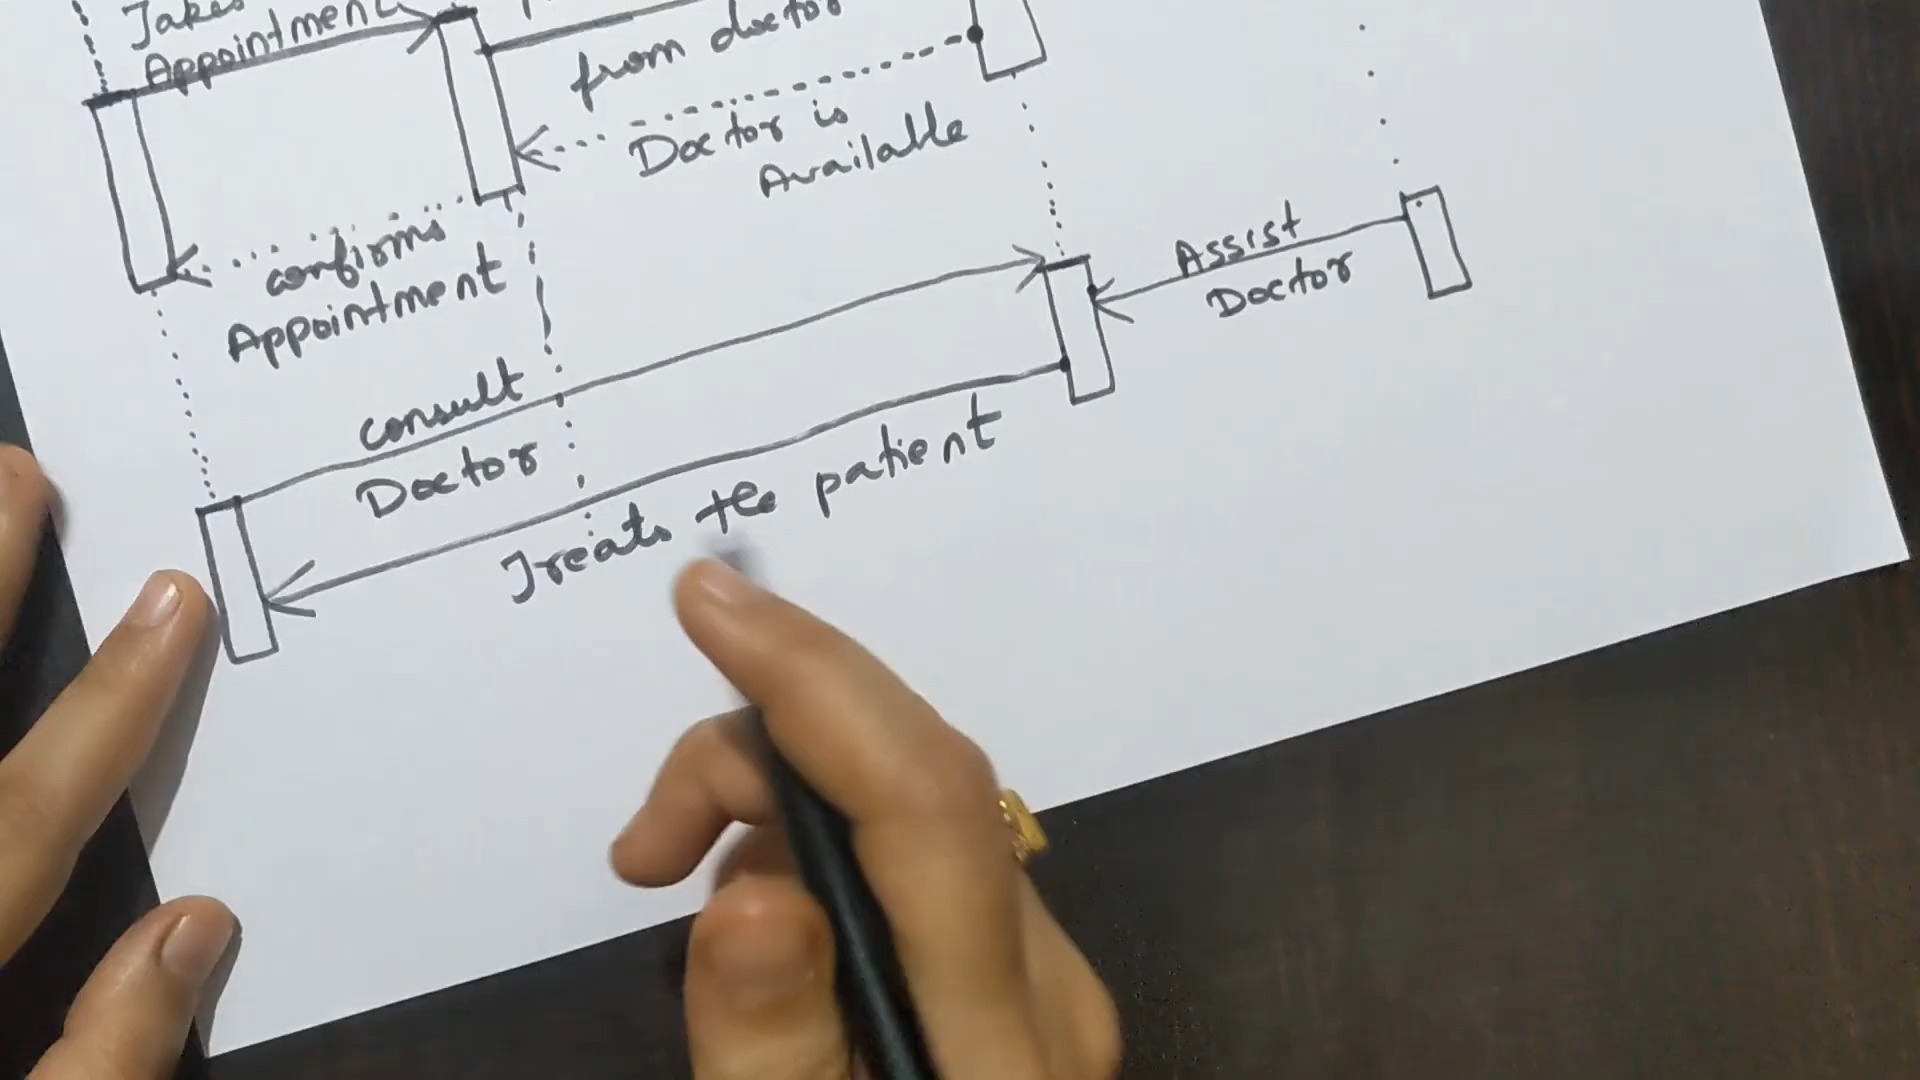 Takes
Appointment
from doctor
Doctor is
Available
confirms
Appointment
Assist
Doctor
consult
Doctor
Treats the patient